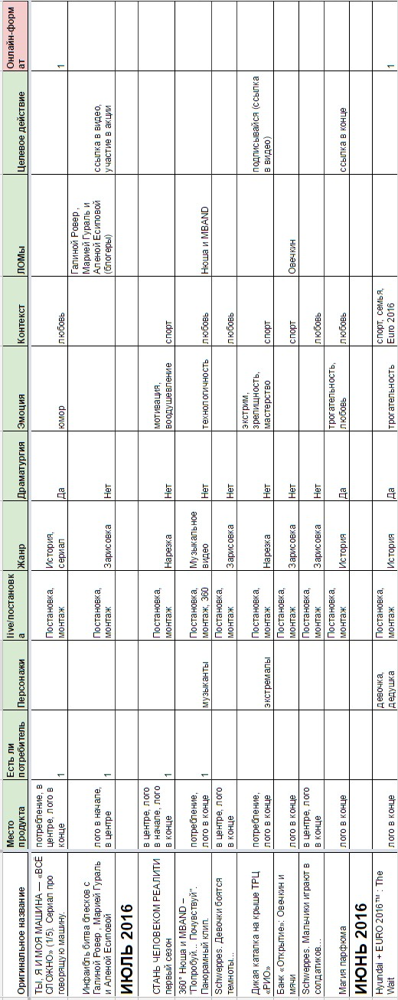 Оригинальное название
Место
продукта
Есть ли
потребитель
Персонажи
live/постановк
а
Жанр
Драматургия
Эмоция
Контекст
ЛОМы
Целевое действие
Онлайн-форм
ат
ТЫ, Я И МОЯ МАШИНА — «ВСЁ
СЛОЖНО» (1/5). Сериал про
говорящую машину.
потребление, в
центре, лого в
конце
1
Постановка,
монтаж
История,
сериал
Да
юмор
любовь
1
Инфаибль битва блесков с
Галиной Ровер , Марией Гураль
и Аленой Есиповой
лого в начале,
в центре
1
Постановка,
монтаж
Зарисовка
Нет
Галиной Ровер ,
Марией Гураль и
Аленой Есиповой
(блогеры)
ссылка в видео,
участие в акции
ИЮЛЬ 2016
СТАНЬ ЧЕЛОВЕКОМ РЕАЛИТИ
первый сезон
в центре, лого
в начале, лого
в конце
1
Постановка,
монтаж
Нарезка
Нет
мотивация,
воодушевление
спорт
360° Нюша и MBAND –
"Попробуй… Почувствуй".
Панорамный клип.
потребление,
лого в конце
1
музыканты
Постановка,
монтаж, 360
Музыкальное
видео
Нет
технологичность
любовь
Нюша и MBAND
Schweppes. Девочки боятся
темноты...
в центре, лого
в конце
Постановка,
монтаж
Зарисовка
Нет
любовь
Дикая каталка на крыше ТРЦ
«РИО»
потребление,
лого в конце
экстремалы
Постановка,
монтаж
Нарезка
Нет
экстрим,
зрелищность,
мастерство
спорт
подписывайся (ссылка
в видео)
Банк «Открытие»: Овечкин и
мячи
лого в конце
Постановка,
монтаж
Зарисовка
Нет
спорт
Овечкин
Schweppes. Мальчики играют в
солдатиков...
в центре, лого
в конце
Постановка,
монтаж
Зарисовка
Нет
любовь
Магия парфюма
лого в конце
Постановка,
монтаж
История
Да
трогательность,
любовь
любовь
ссылка в конце
ИЮНЬ 2016
Hyundai + EURO 2016™: The
Wait
лого в конце
девочка,
дедушка
Постановка,
монтаж
История
Да
трогательность
спорт, семья,
Euro 2016
1